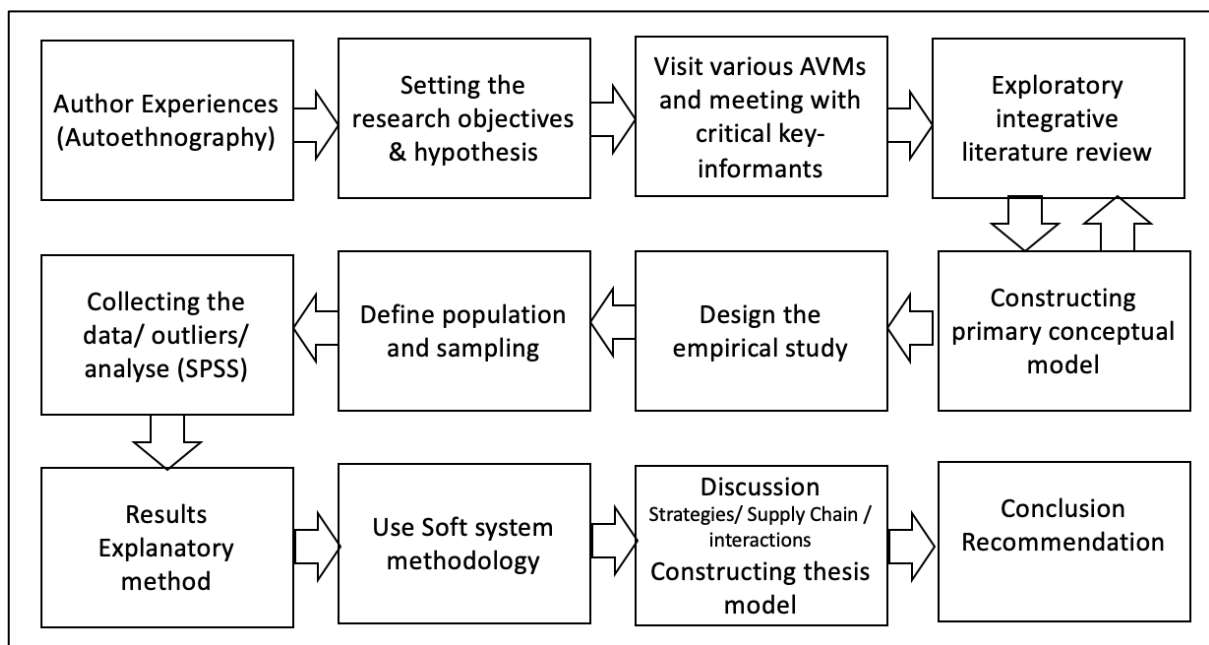 Author Experiences
(Autoethnography)
Setting the
research objectives
& hypothesis
Visit various AVMs
and meeting with
critical key-
informants
Exploratory
integrative
literature review
Collecting the
data/ outliers/
analyse (SPSS)
Define population
and sampling
Design the
empirical study
Constructing
primary conceptual
model
Results
Explanatory
method
Use Soft system
methodology
Discussion
Strategies/ Supply Chain /
interactions
Constructing thesis
model
Conclusion
Recommendation